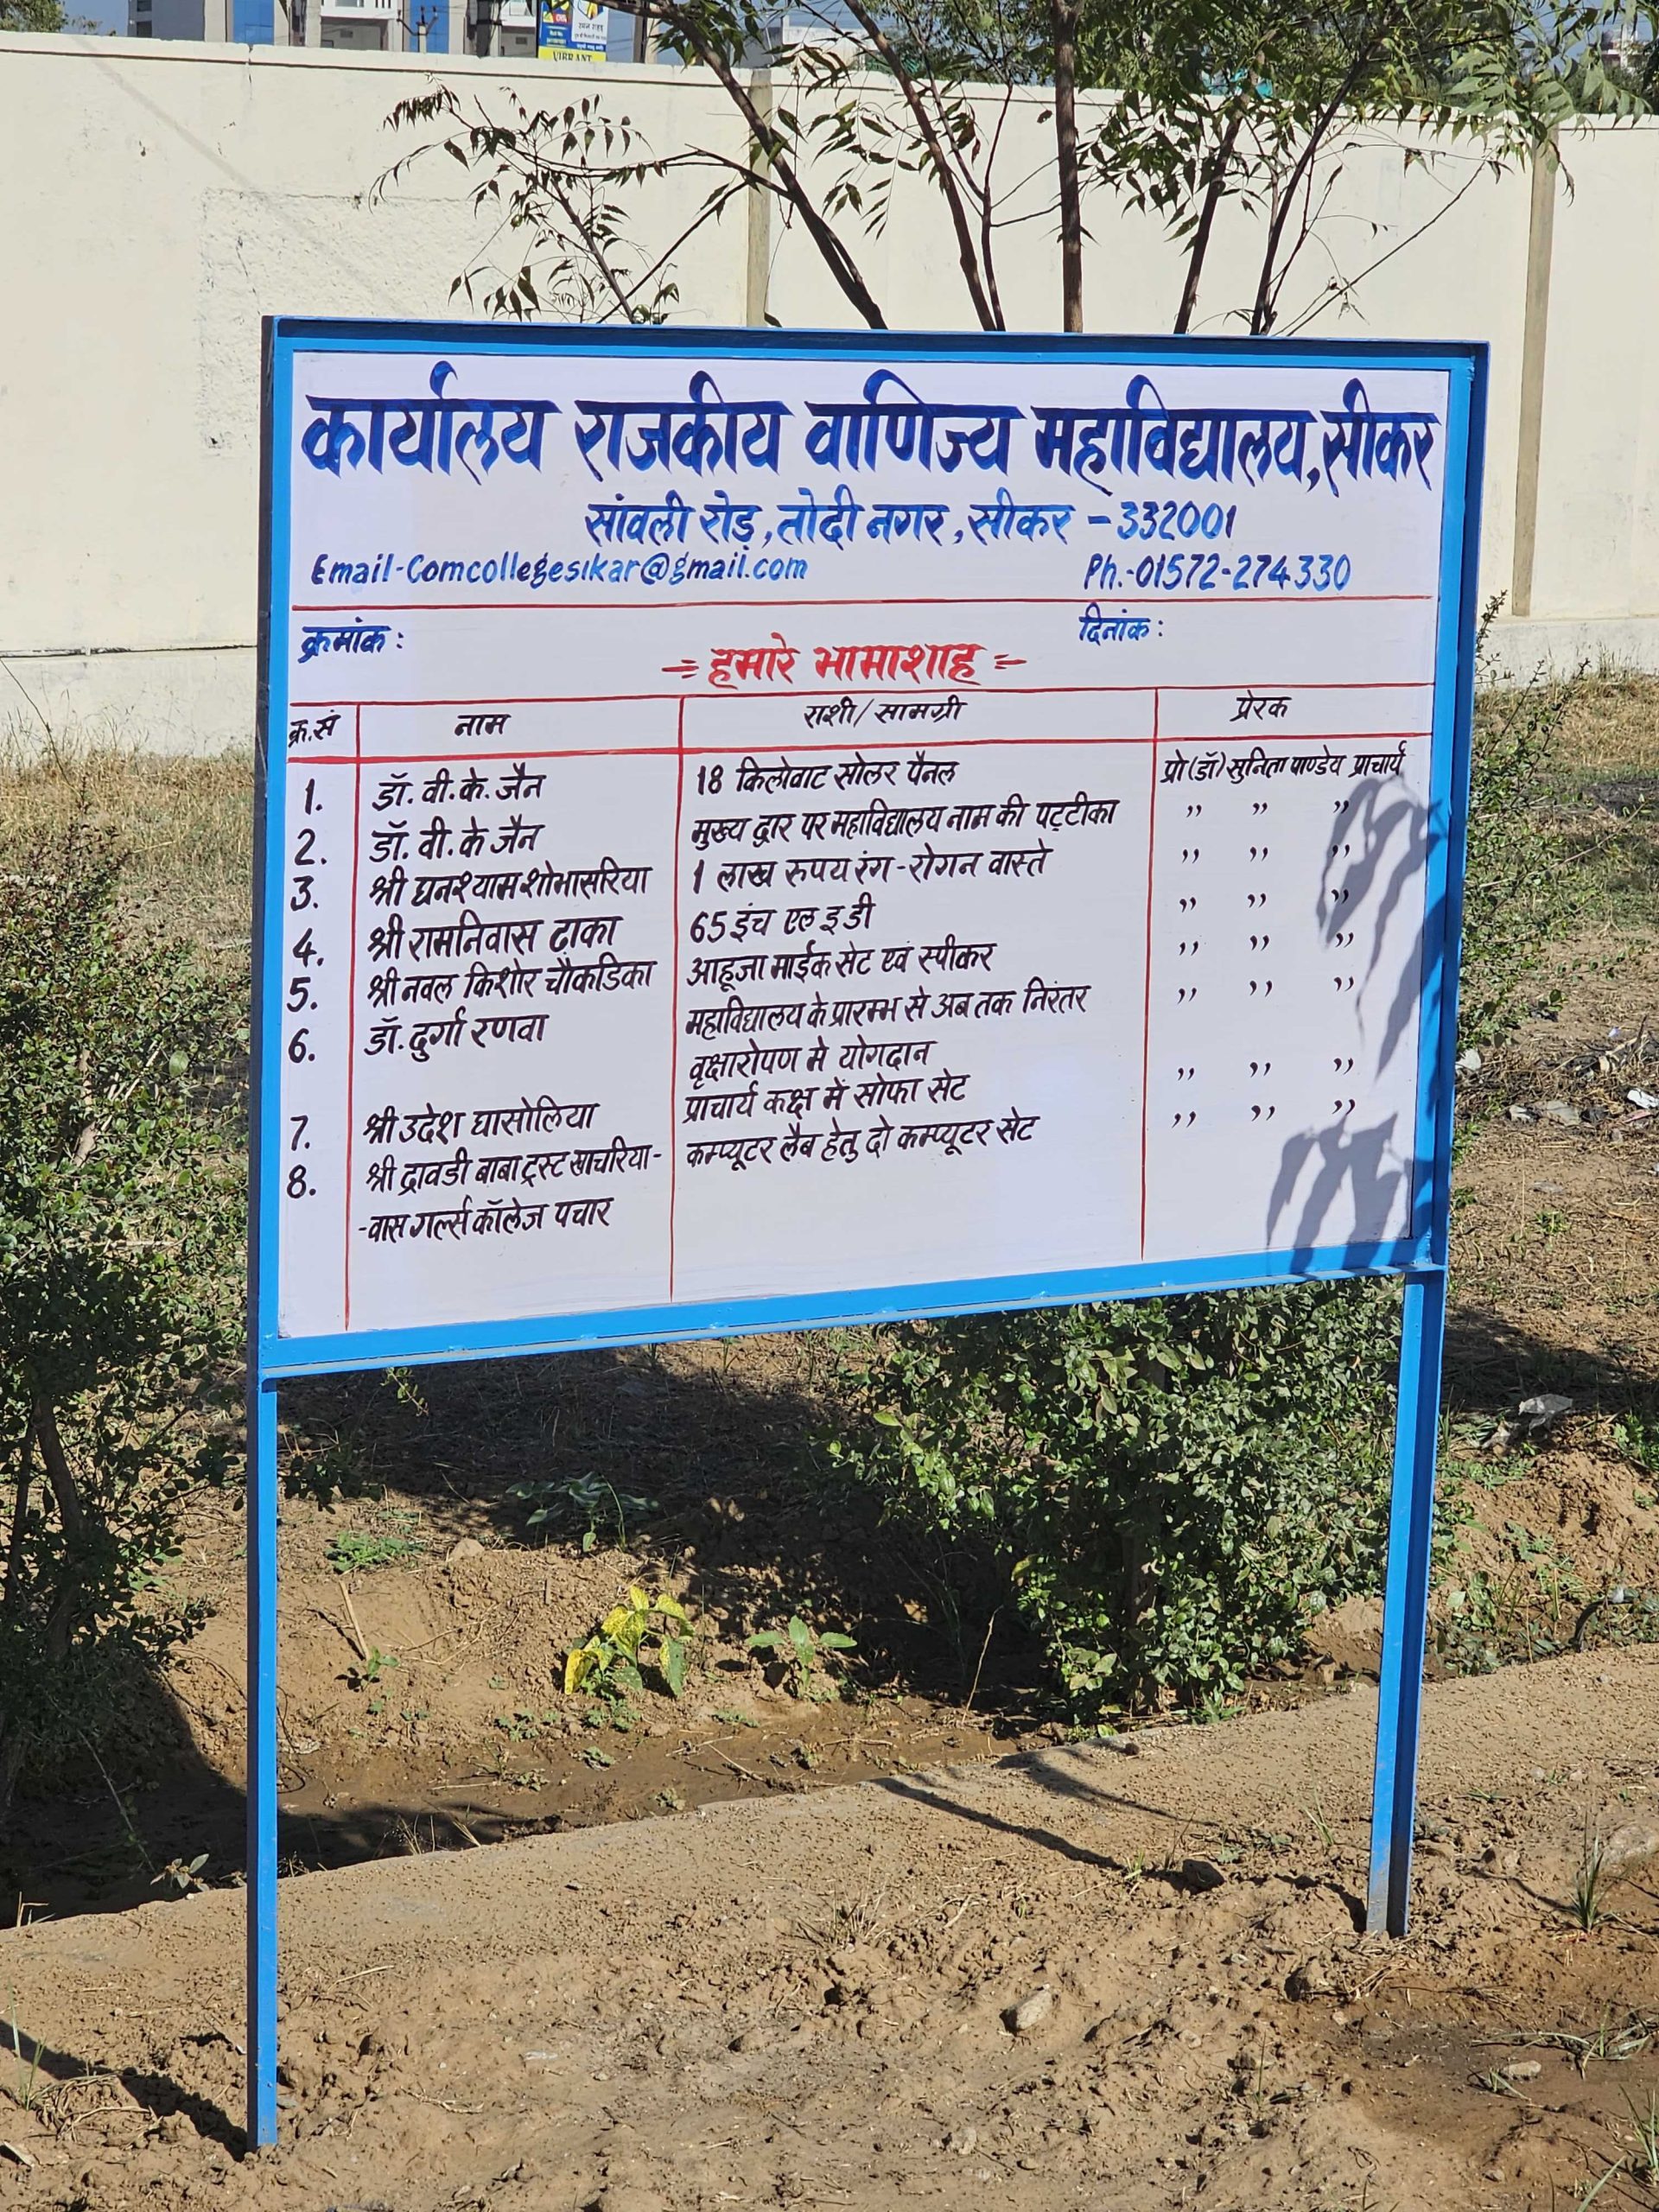 VIBRANT
कार्यालय राजकीय वाणिज्य महाविद्यालय,सीकर
सांवली रोड़,तोदी नगर,सीकर -332001
Email-Comcollegesikar@gmail.com Ph.-01572-274330
क्रमांक: दिनांक:
=हमारे भामाशाह=
क्र.सं नाम राशी/सामग्री प्रेरक
1. डॉ.वी.के.जैन 18 किलोवाट सोलर पैनल प्रो(डॉ)सुनिता पाण्डेय प्राचार्य
2. डॉ.वी.के जैन मुख्य द्वार पर महाविद्यालय नाम की पट्टीका ,, ,, ,,
3. श्री घनश्याम शोभासरिया 1 लाख रुपय रंग-रोगन वास्ते ,, ,, ,,
4. श्री रामनिवास ढाका 65 इंच एल इ डी ,, ,, ,,
5. श्री नवल किशोर चौकडिका आहूजा माईक सेट एवं स्पीकर ,, ,, ,,
6. डॉ.दुर्गा रणवा महाविद्यालय के प्रारम्भ से अब तक निरंतर ,, ,, ,,
वृक्षारोपण मे योगदान
7. श्री उदेश घासोलिया प्राचार्य कक्ष में सोफा सेट ,, ,, ,,
8. श्री द्रावडी बाबा ट्रस्ट खाचरिया- कम्प्यूटर लैब हेतु दो कम्प्यूटर सेट ,, ,, ,,
-वास गर्ल्स कॉलेज पचार